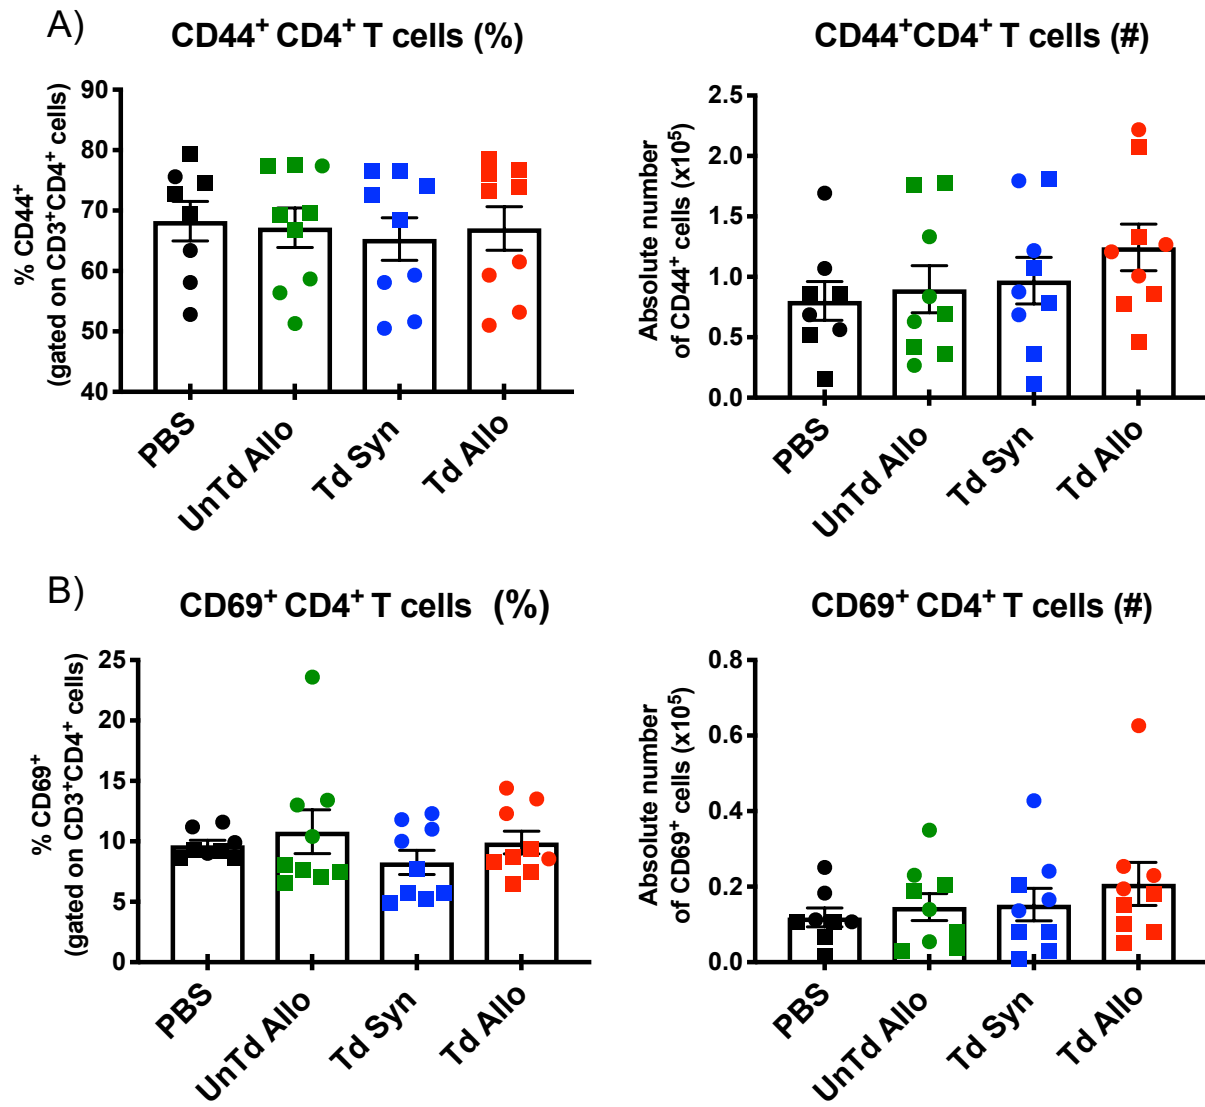 A)
CD44⁺ CD4⁺ T cells (%)
% CD44⁺
(gated on CD3⁺CD4⁺ cells)
90
80
70
60
50
40
PBS
UnTd Allo
Td Syn
Td Allo
CD44⁺CD4⁺ T cells (#)
Absolute number
of CD44⁺ cells (x10⁵)
2.5
2.0
1.5
1.0
0.5
0.0
PBS
UnTd Allo
Td Syn
Td Allo
B)
CD69⁺ CD4⁺ T cells (%)
% CD69⁺
(gated on CD3⁺CD4⁺ cells)
25
20
15
10
5
0
PBS
UnTd Allo
Td Syn
Td Allo
CD69⁺ CD4⁺ T cells (#)
Absolute number
of CD69⁺ cells (x10⁵)
0.8
0.6
0.4
0.2
0.0
PBS
UnTd Allo
Td Syn
Td Allo